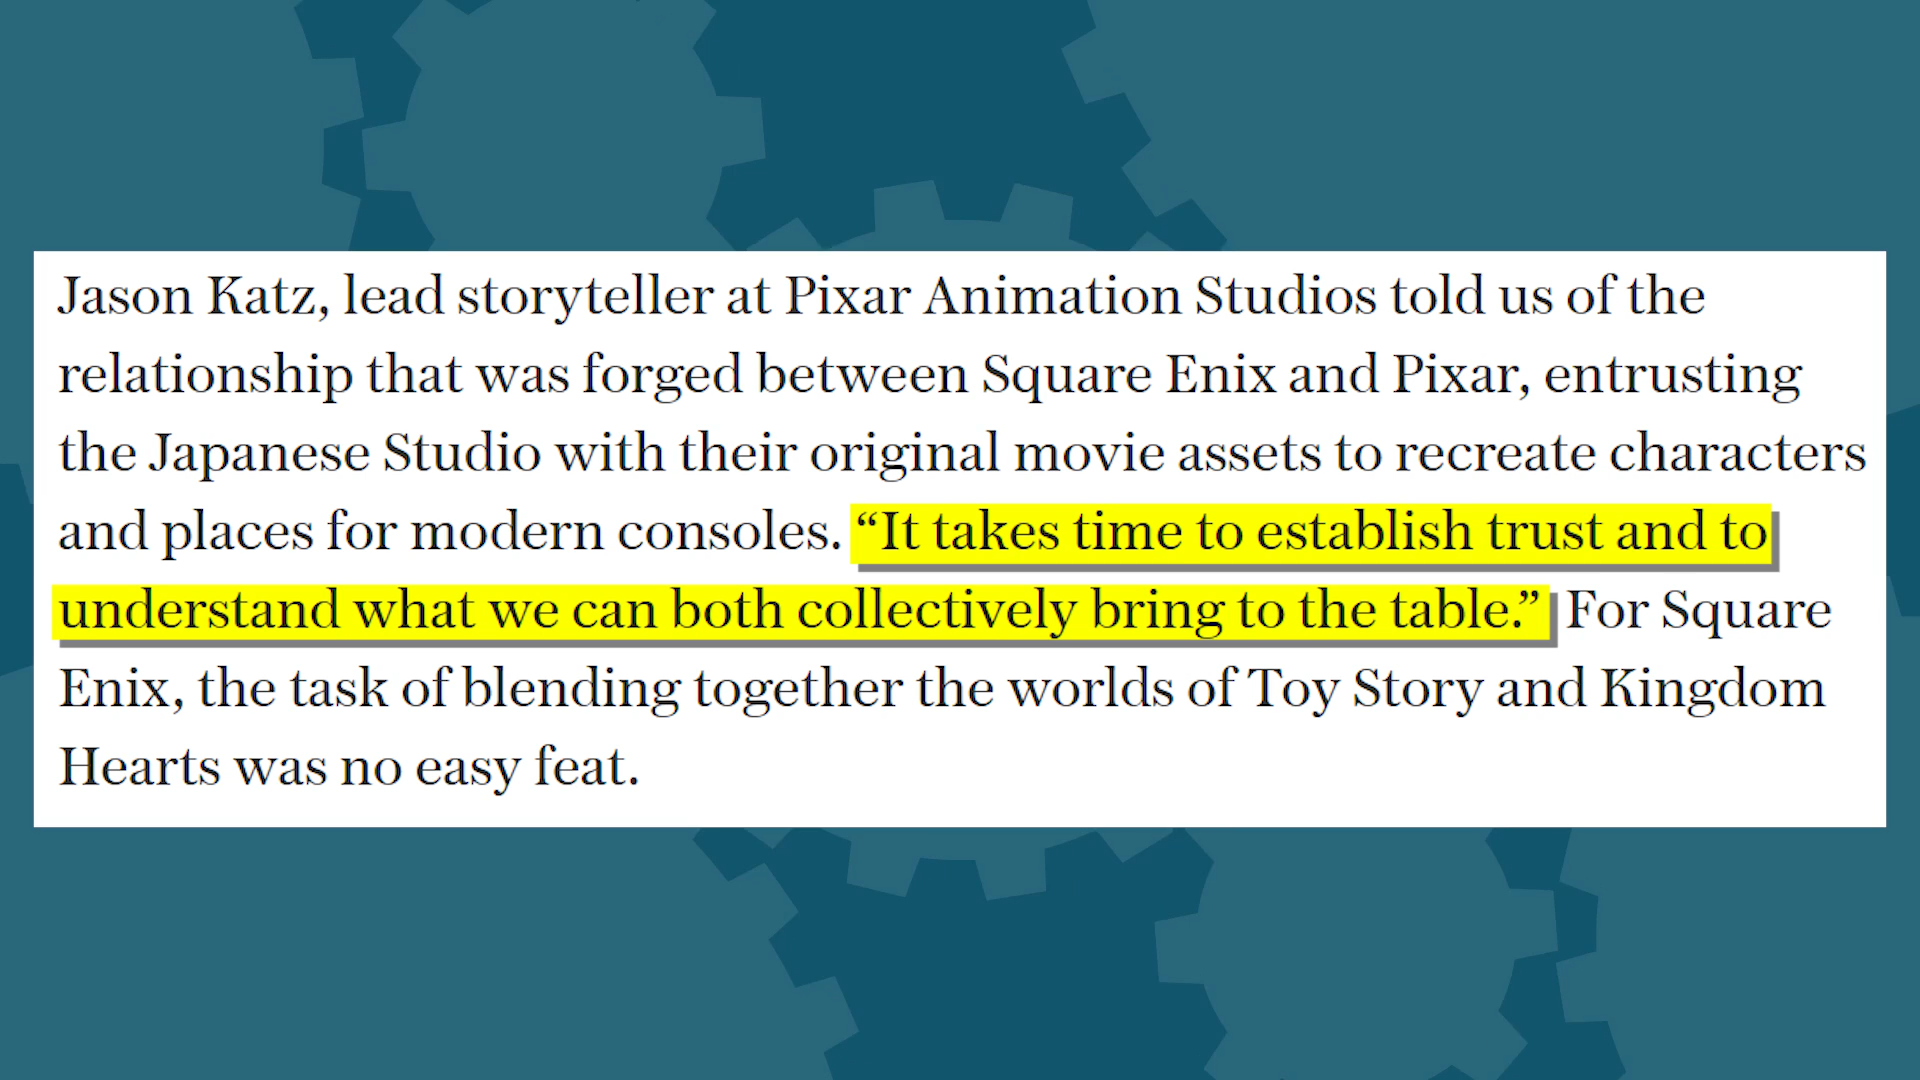 Jason Katz, lead storyteller at Pixar Animation Studios told us of the
relationship that was forged between Square Enix and Pixar, entrusting
the Japanese Studio with their original movie assets to recreate characters
and places for modern consoles. “It takes time to establish trust and to
understand what we can both collectively bring to the table.” For Square
Enix, the task of blending together the worlds of Toy Story and Kingdom
Hearts was no easy feat.